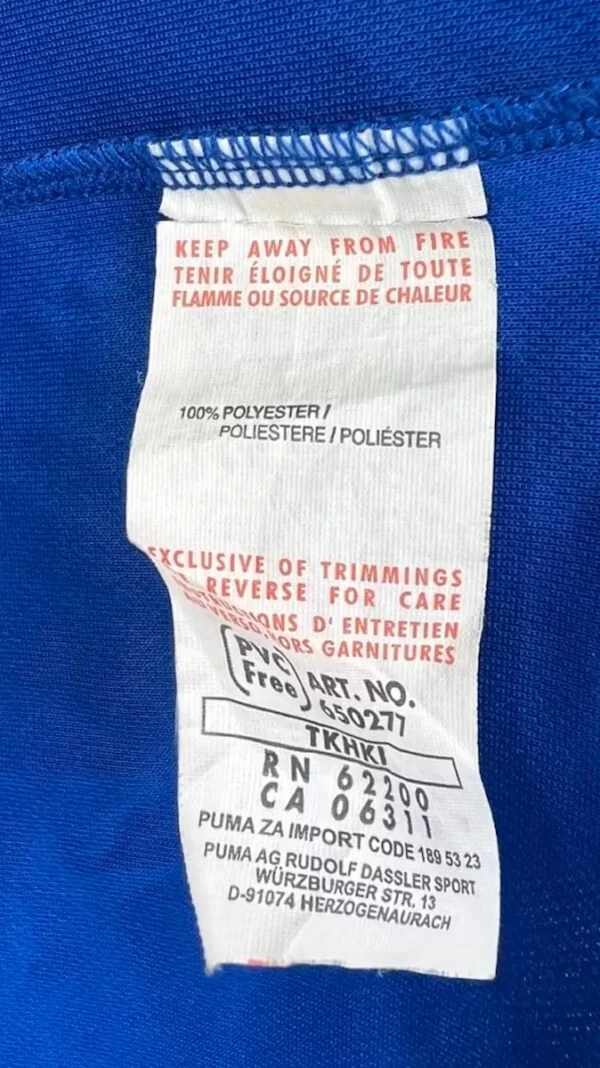 KEEP AWAY FROM FIRE
TENIR ÉLOIGNÉ DE TOUTE
FLAMME OU SOURCE DE CHALEUR
100% POLYESTER /
POLIESTERE / POLIÉSTER
EXCLUSIVE OF TRIMMINGS
REVERSE FOR CARE
D' ENTRETIEN
HORS GARNITURES
PVC
Free
ART. NO.
650277
TKHKI
RN 62200
CA 06311
PUMA ZA IMPORT CODE 189 53 23
PUMA AG RUDOLF DASSLER SPORT
WÜRZBURGER STR. 13
D-91074 HERZOGENAURACH